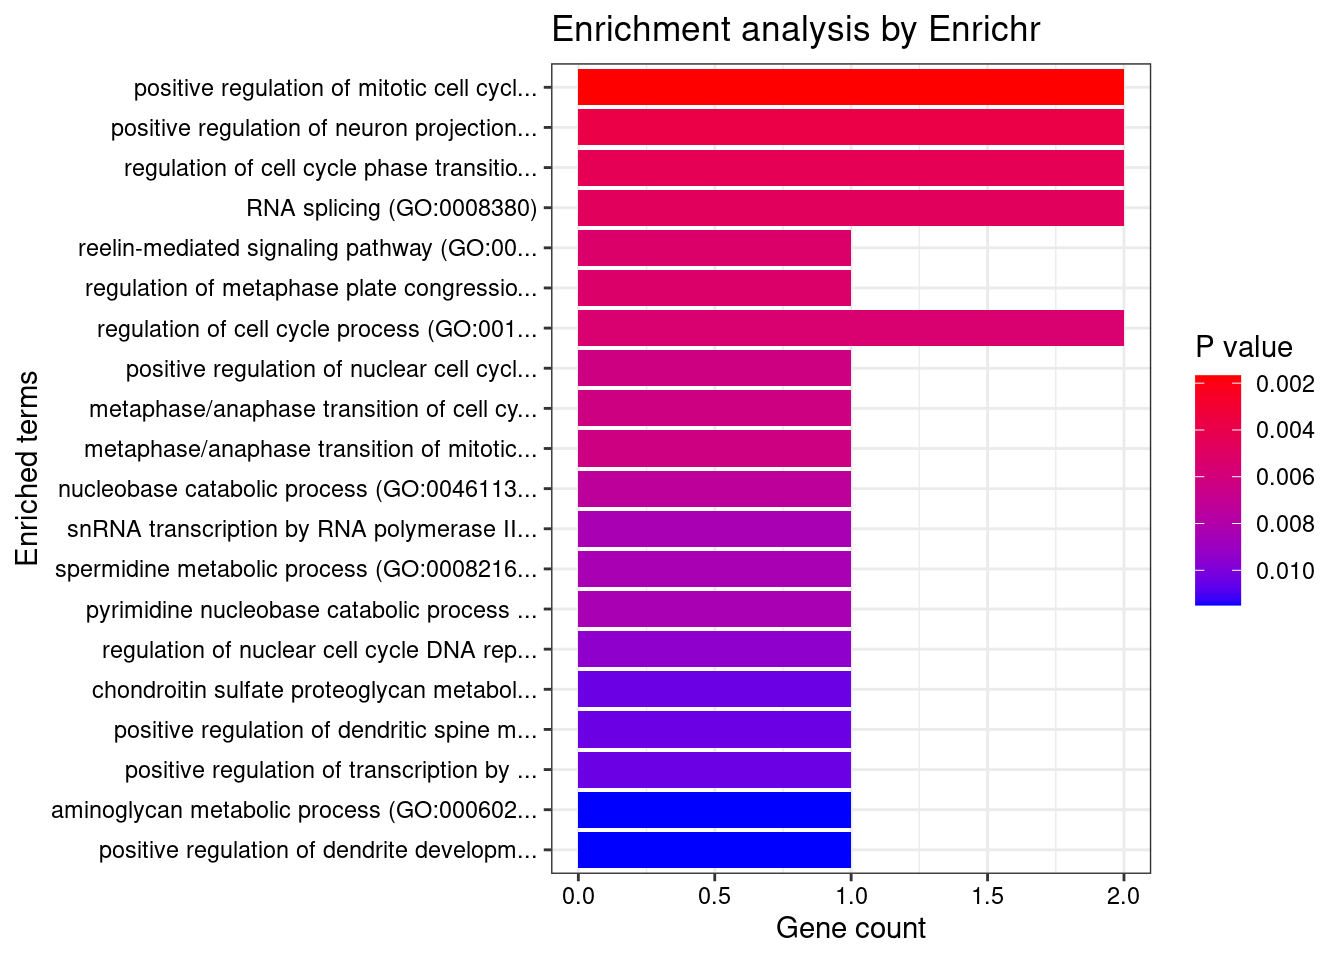 Enrichment analysis by Enrichr
positive regulation of mitotic cell cycl...
positive regulation of neuron projection...
regulation of cell cycle phase transitio...
RNA splicing (GO:0008380)
reelin-mediated signaling pathway (GO:00...
regulation of metaphase plate congressio...
regulation of cell cycle process (GO:001...
positive regulation of nuclear cell cycl...
metaphase/anaphase transition of cell cy...
metaphase/anaphase transition of mitotic...
nucleobase catabolic process (GO:0046113...
snRNA transcription by RNA polymerase II...
spermidine metabolic process (GO:0008216...
pyrimidine nucleobase catabolic process ...
regulation of nuclear cell cycle DNA rep...
chondroitin sulfate proteoglycan metabol...
positive regulation of dendritic spine m...
positive regulation of transcription by ...
aminoglycan metabolic process (GO:000602...
positive regulation of dendrite developm...
Enriched terms
0.0 0.5 1.0 1.5 2.0
Gene count
P value
0.002
0.004
0.006
0.008
0.010